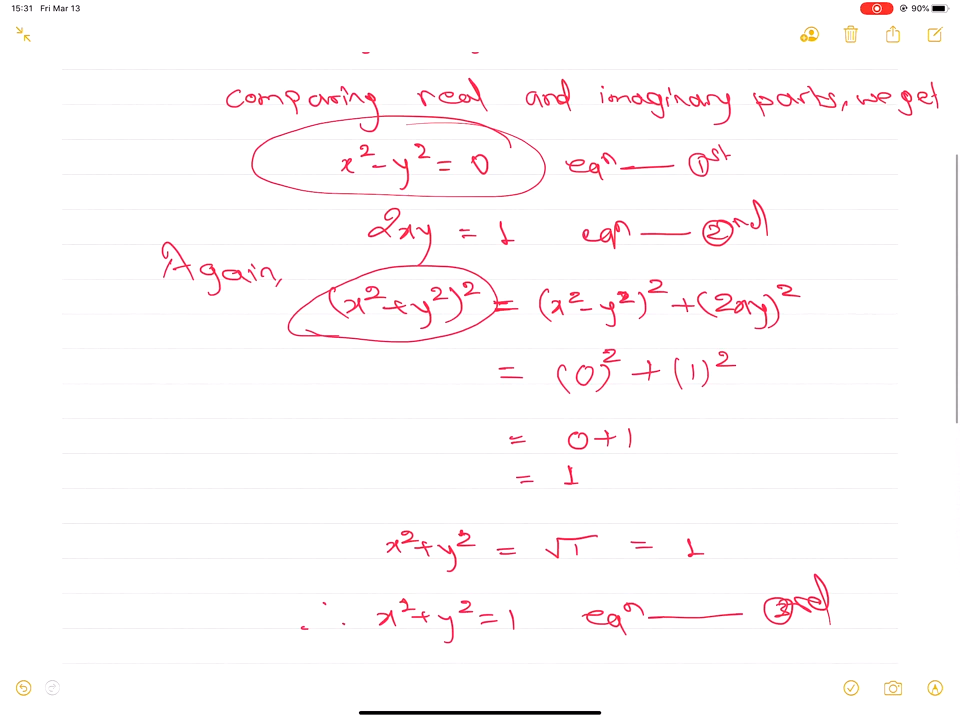 15:31 Fri Mar 13 90%
comparing real and imaginary parts, we get
x² - y² = 0 eqⁿ — ①st
2xy = 1 eqⁿ — ②nd
Again,
(x² + y²)² = (x² - y²)² + (2xy)²
= (0)² + (1)²
= 0 + 1
= 1
x² + y² = √1 = 1
∴ x² + y² = 1 eqⁿ — ③rd